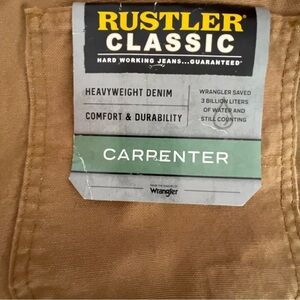 RUSTLER®
CLASSIC
HARD WORKING JEANS...GUARANTEED®
HEAVYWEIGHT DENIM
COMFORT & DURABILITY
WRANGLER SAVED
3 BILLION LITERS
OF WATER AND
STILL COUNTING
CARPENTER
Wrangler